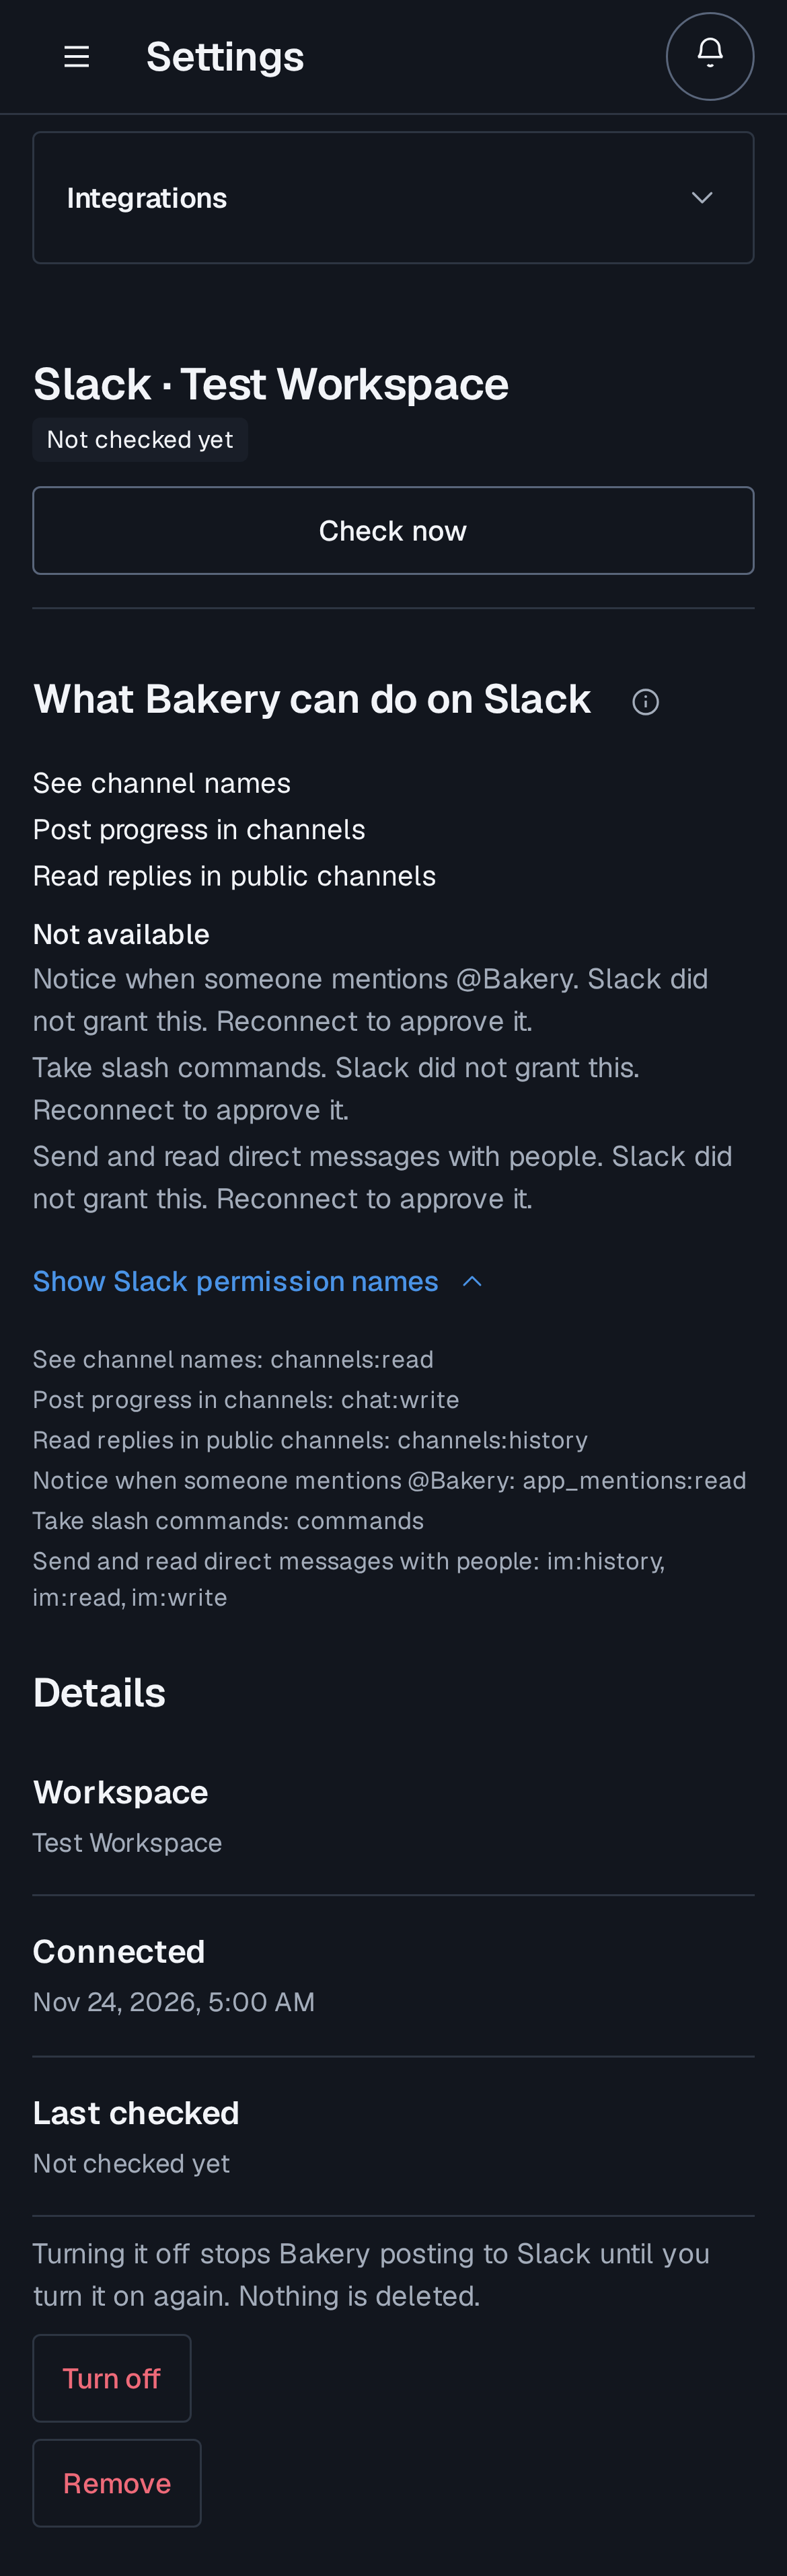 Settings
Integrations
Slack · Test Workspace
Not checked yet
Check now
What Bakery can do on Slack
See channel names
Post progress in channels
Read replies in public channels
Not available
Notice when someone mentions @Bakery. Slack did
not grant this. Reconnect to approve it.
Take slash commands. Slack did not grant this.
Reconnect to approve it.
Send and read direct messages with people. Slack did
not grant this. Reconnect to approve it.
Show Slack permission names
See channel names: channels:read
Post progress in channels: chat:write
Read replies in public channels: channels:history
Notice when someone mentions @Bakery: app_mentions:read
Take slash commands: commands
Send and read direct messages with people: im:history,
im:read, im:write
Details
Workspace
Test Workspace
Connected
Nov 24, 2026, 5:00 AM
Last checked
Not checked yet
Turning it off stops Bakery posting to Slack until you
turn it on again. Nothing is deleted.
Turn off
Remove